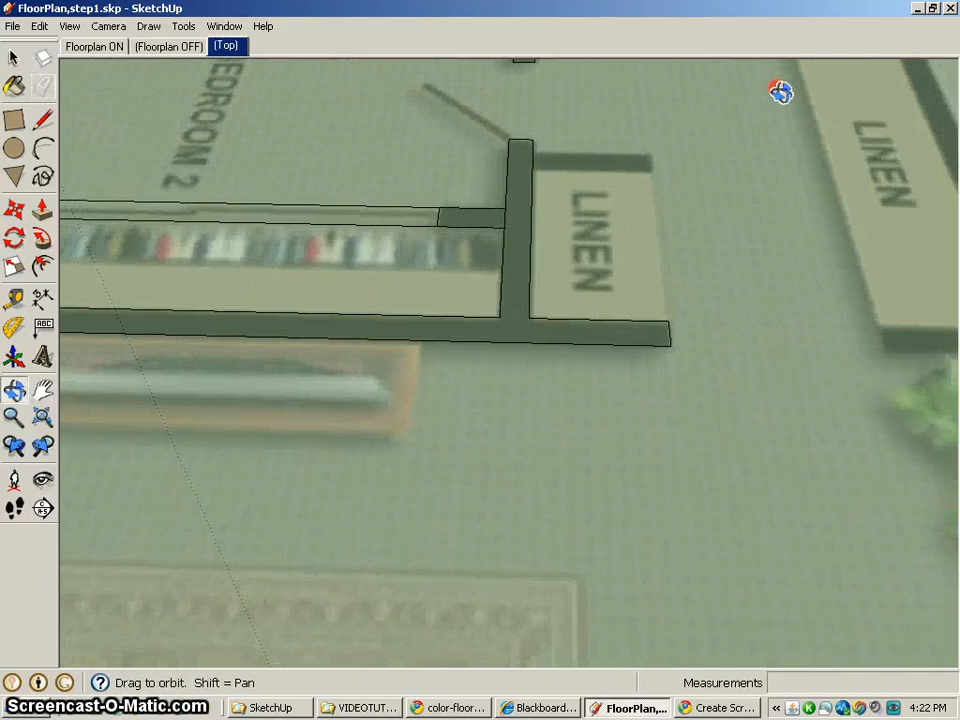 FloorPlan,step1.skp - SketchUp
File Edit View Camera Draw Tools Window Help
Floorplan ON (Floorplan OFF) (Top)
EDROOM 2
LINEN
LINEN
ABC
Drag to orbit. Shift = Pan
Measurements
Screencast-O-Matic.com
SketchUp VIDEOTUT... color-floor... Blackboard... FloorPlan,... Create Scr... 4:22 PM